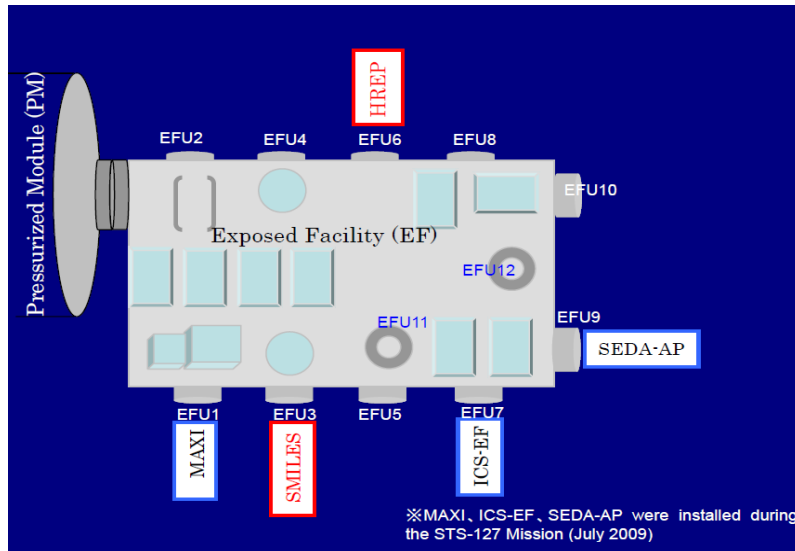 HREP
Pressurized Module (PM)
EFU2
EFU4
EFU6
EFU8
EFU10
Exposed Facility (EF)
EFU12
EFU11
EFU9
SEDA-AP
EFU1
EFU3
EFU5
EFU7
MAXI
SMILES
ICS-EF
※MAXI、ICS-EF、SEDA-AP were installed during
the STS-127 Mission (July 2009)